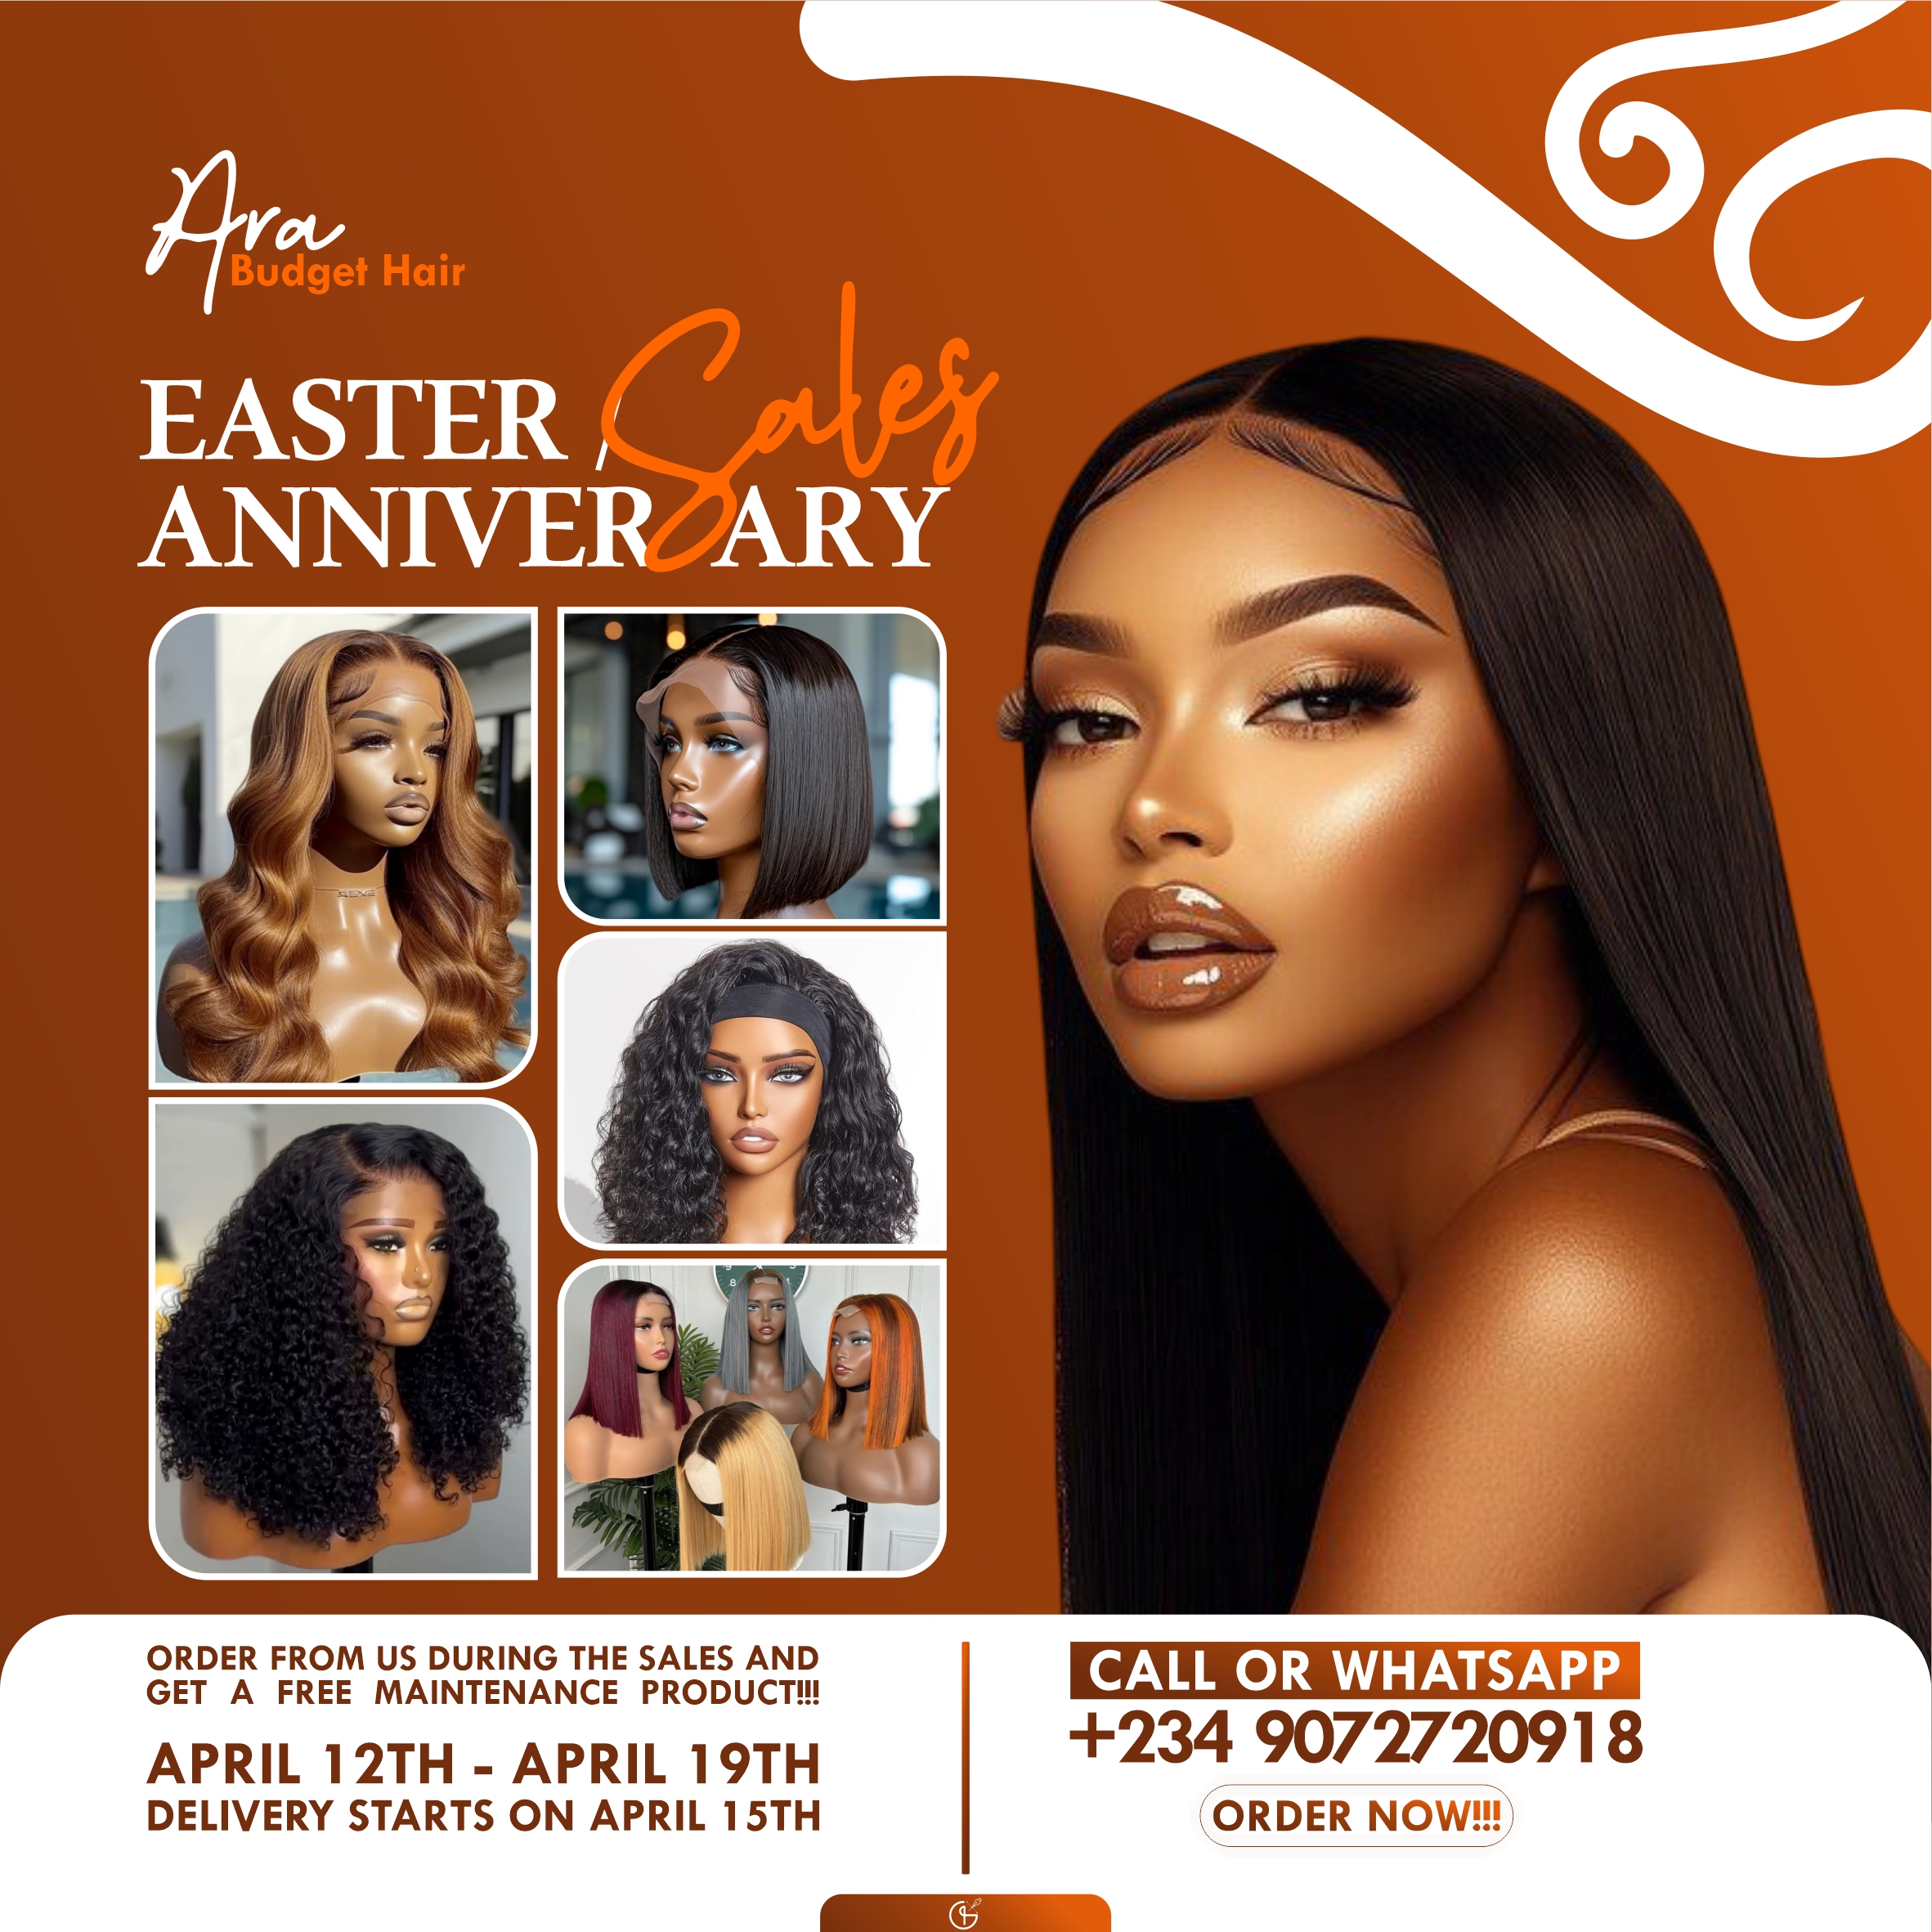 Ara
Budget Hair
EASTER / Sales
ANNIVERSARY
ORDER FROM US DURING THE SALES AND
GET A FREE MAINTENANCE PRODUCT!!!
APRIL 12TH - APRIL 19TH
DELIVERY STARTS ON APRIL 15TH
CALL OR WHATSAPP
+234 9072720918
ORDER NOW!!!